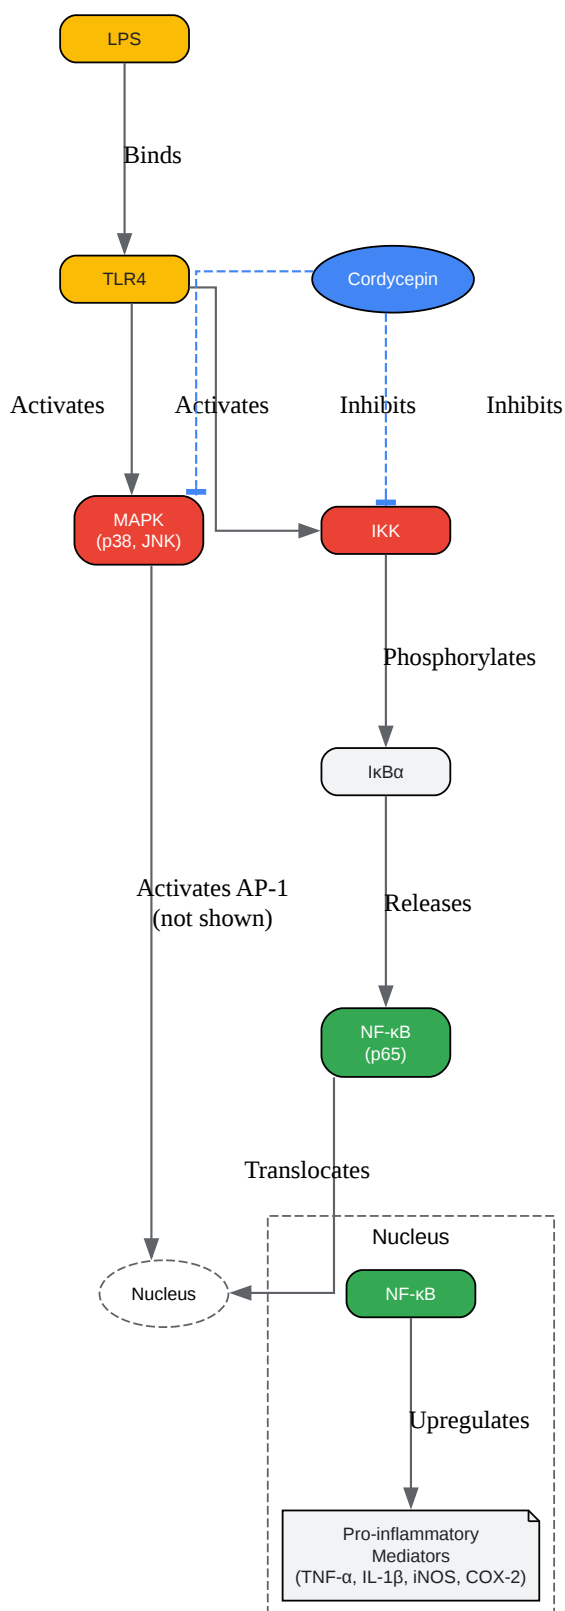 LPS
Binds
TLR4
Cordycepin
Activates
Activates
Inhibits
Inhibits
MAPK
(p38, JNK)
IKK
Phosphorylates
IκBα
Activates AP-1
(not shown)
Releases
NF-κB
(p65)
Translocates
Nucleus
Nucleus
NF-κB
Upregulates
Pro-inflammatory
Mediators
(TNF-α, IL-1β, iNOS, COX-2)